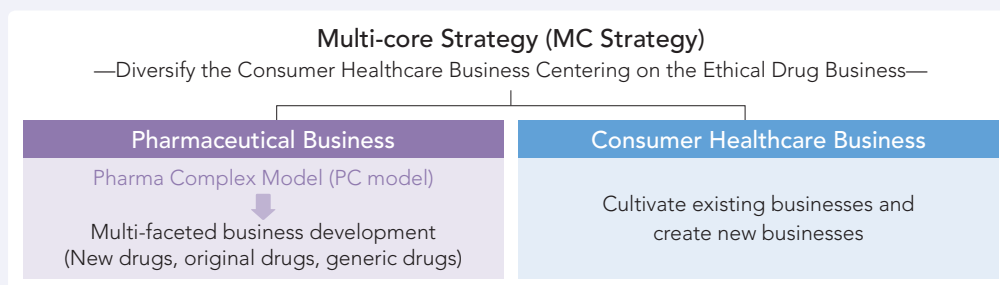 Multi-core Strategy (MC Strategy)
—Diversify the Consumer Healthcare Business Centering on the Ethical Drug Business—
Pharmaceutical Business
Pharma Complex Model (PC model)
Multi-faceted business development
(New drugs, original drugs, generic drugs)
Consumer Healthcare Business
Cultivate existing businesses and
create new businesses